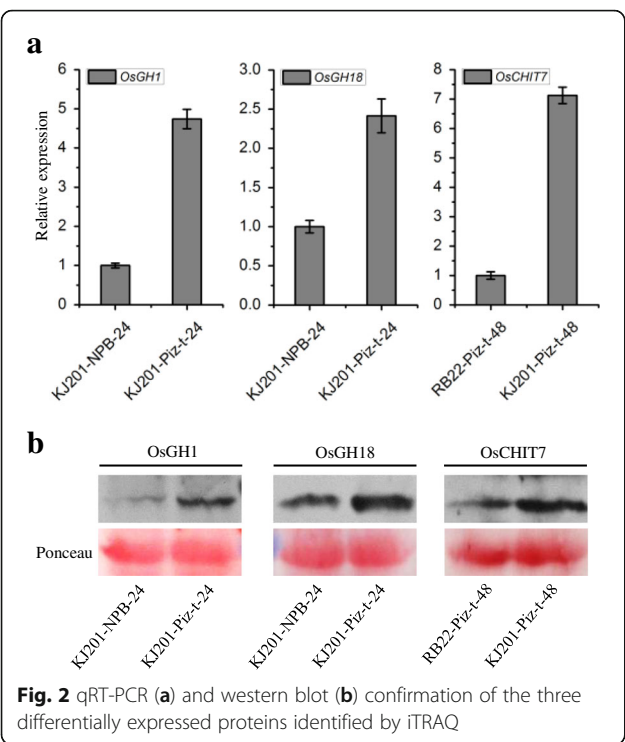 a
OsGH1
OsGH18
OsCHIT7
Relative expression
6
5
4
3
2
1
0
3.0
2.5
2.0
1.5
1.0
0.5
0.0
8
7
6
5
4
3
2
1
0
KJ201-NPB-24
KJ201-Piz-t-24
KJ201-NPB-24
KJ201-Piz-t-24
RB22-Piz-t-48
KJ201-Piz-t-48
b
OsGH1
OsGH18
OsCHIT7
Ponceau
KJ201-NPB-24
KJ201-Piz-t-24
KJ201-NPB-24
KJ201-Piz-t-24
RB22-Piz-t-48
KJ201-Piz-t-48
Fig. 2 qRT-PCR (a) and western blot (b) confirmation of the three
differentially expressed proteins identified by iTRAQ